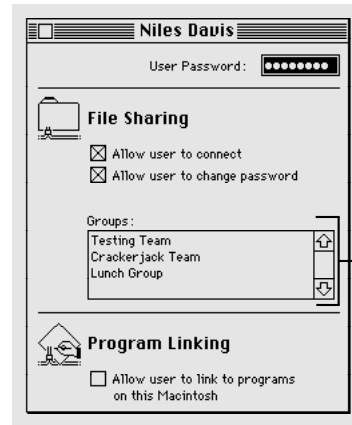 Niles Davis
User Password: ••••••••
File Sharing
Allow user to connect
Allow user to change password
Groups:
Testing Team
Crackerjack Team
Lunch Group
Program Linking
Allow user to link to programs
on this Macintosh